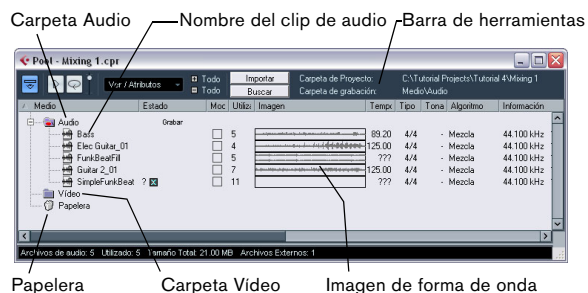 Carpeta Audio
Nombre del clip de audio
Barra de herramientas
Pool - Mixing 1.cpr
Ver / Atributos
Todo
Todo
Importar
Buscar
Carpeta de Proyecto: C:\Tutorial Projects\Tutorial 4\Mixing 1
Carpeta de grabación: Medio\Audio
Medio Estado Moc Utiliz Imagen Tempo Tipo Tona Algoritmo Información
Audio Grabar
Bass 5 89.20 4/4 - Mezcla 44.100 kHz
Elec Guitar_01 4 125.00 4/4 - Mezcla 44.100 kHz
FunkBeatFill 5 ??? 4/4 - Mezcla 44.100 kHz
Guitar 2_01 7 125.00 4/4 - Mezcla 44.100 kHz
SimpleFunkBeat ? X 11 ??? 4/4 - Mezcla 44.100 kHz
Vídeo
Papelera
Archivos de audio: 5 Utilizado: 5 Tamaño Total: 21.00 MB Archivos Externos: 1
Papelera
Carpeta Vídeo
Imagen de forma de onda